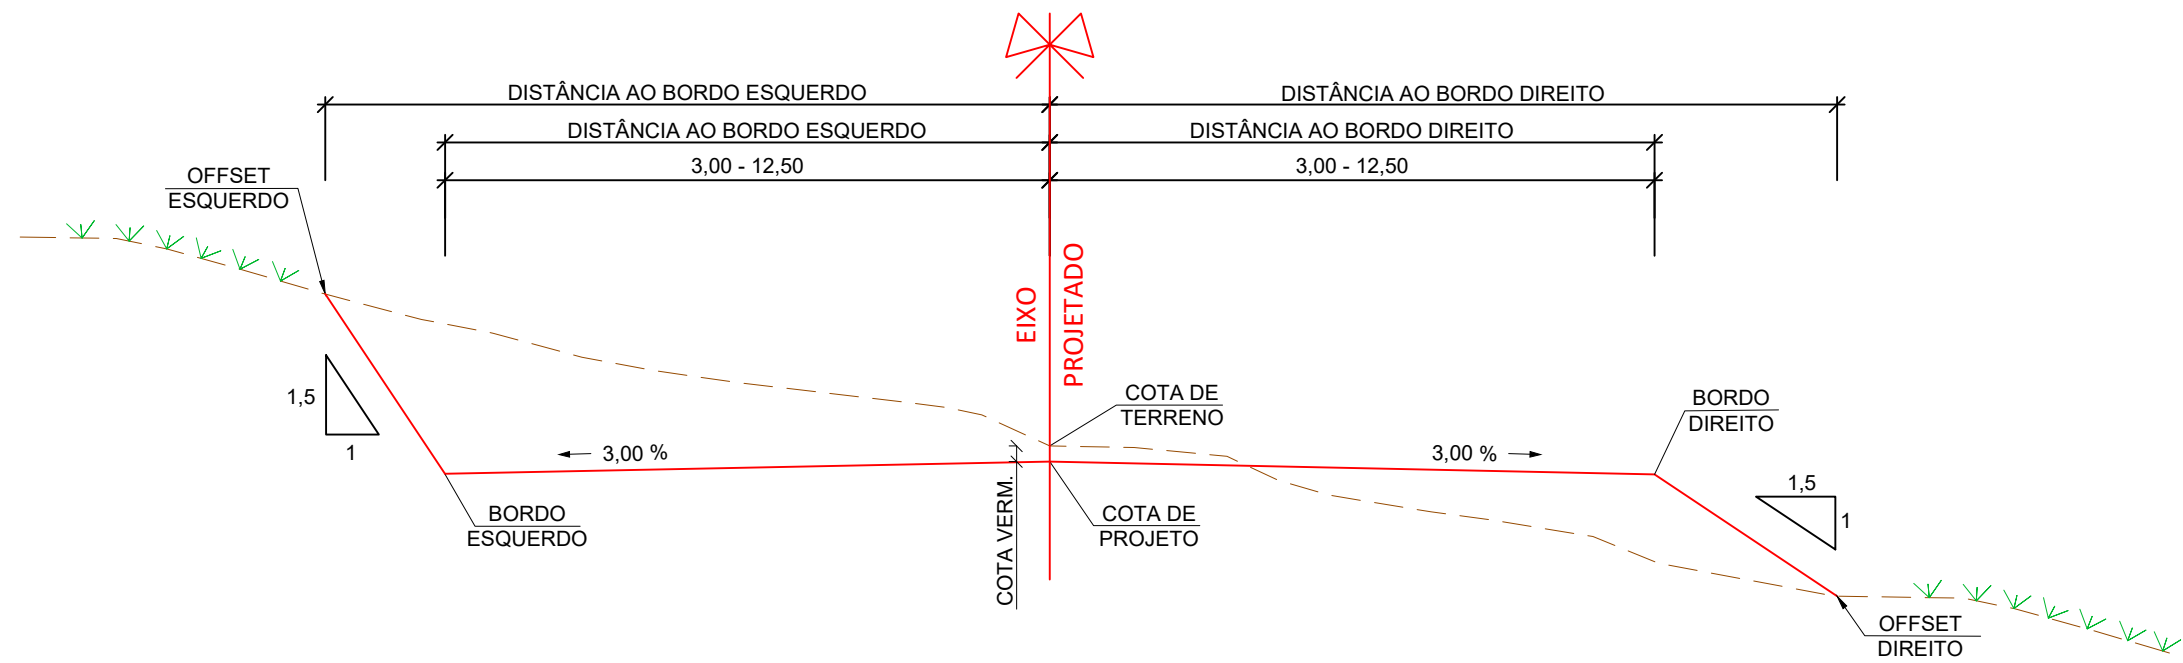 DISTÂNCIA AO BORDO ESQUERDO
DISTÂNCIA AO BORDO DIREITO
DISTÂNCIA AO BORDO ESQUERDO
DISTÂNCIA AO BORDO DIREITO
3,00 - 12,50
3,00 - 12,50
OFFSET
ESQUERDO
EIXO
PROJETADO
1,5
1
COTA DE
TERRENO
BORDO
DIREITO
3,00 %
3,00 %
1,5
1
BORDO
ESQUERDO
COTA VERM.
COTA DE
PROJETO
OFFSET
DIREITO